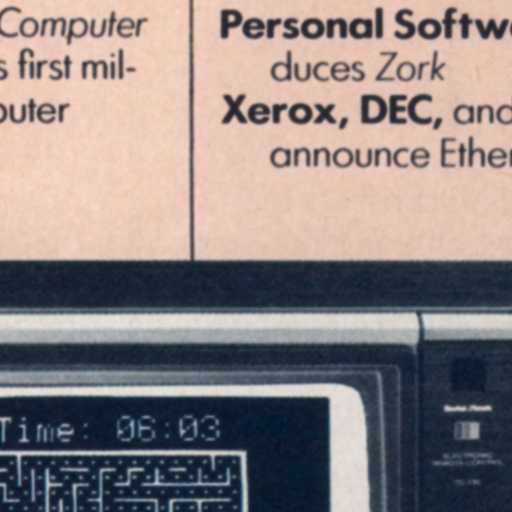 Computer
s first mil-
puter
Personal Softw
duces Zork
Xerox, DEC, and
announce Ether
Time: 06:03